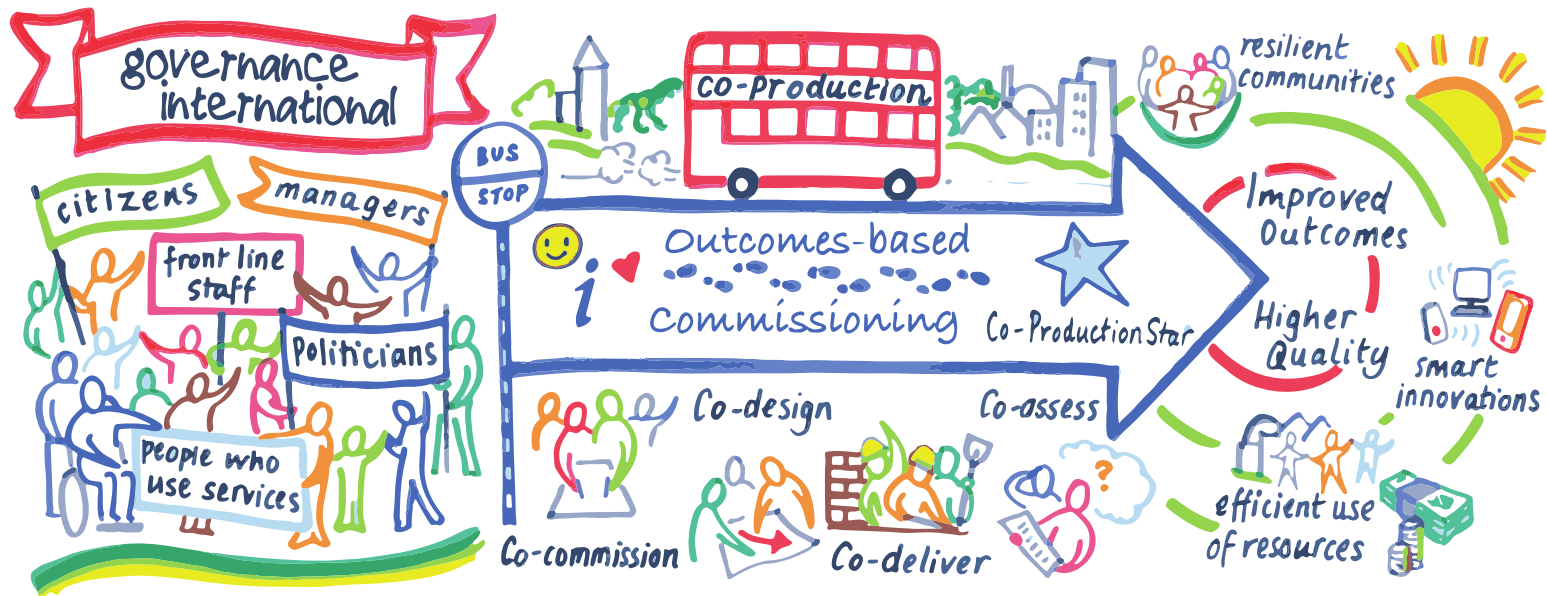 governance
international
citizens
managers
front line
staff
Politicians
people who
use services
BUS
STOP
co-production
i
Outcomes-based
Commissioning
Co-Production Star
Co-commission
Co-design
Co-deliver
Co-assess
?
resilient
communities
Improved
Outcomes
Higher
Quality
smart
innovations
efficient use
of resources